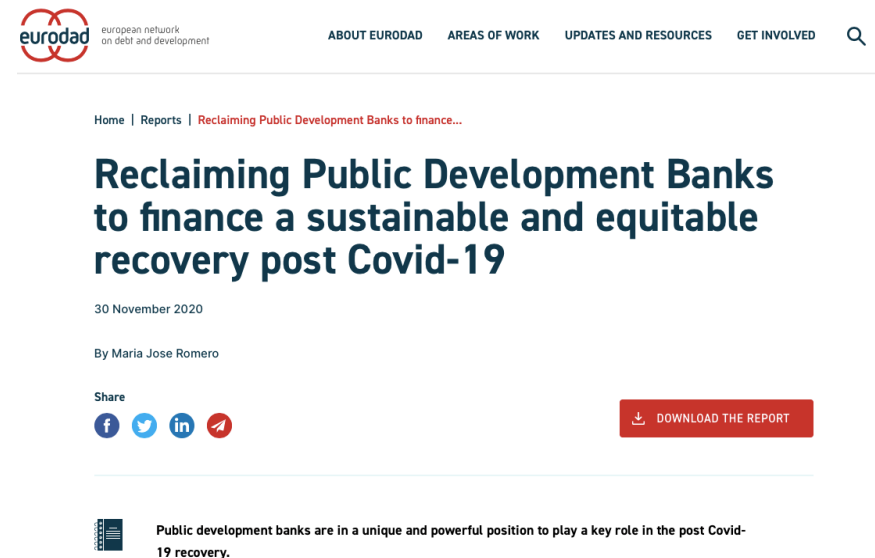 eurodad
european network
on debt and development
ABOUT EURODAD AREAS OF WORK UPDATES AND RESOURCES GET INVOLVED
Home | Reports | Reclaiming Public Development Banks to finance...
Reclaiming Public Development Banks
to finance a sustainable and equitable
recovery post Covid-19
30 November 2020
By Maria Jose Romero
Share
DOWNLOAD THE REPORT
Public development banks are in a unique and powerful position to play a key role in the post Covid-
19 recovery.